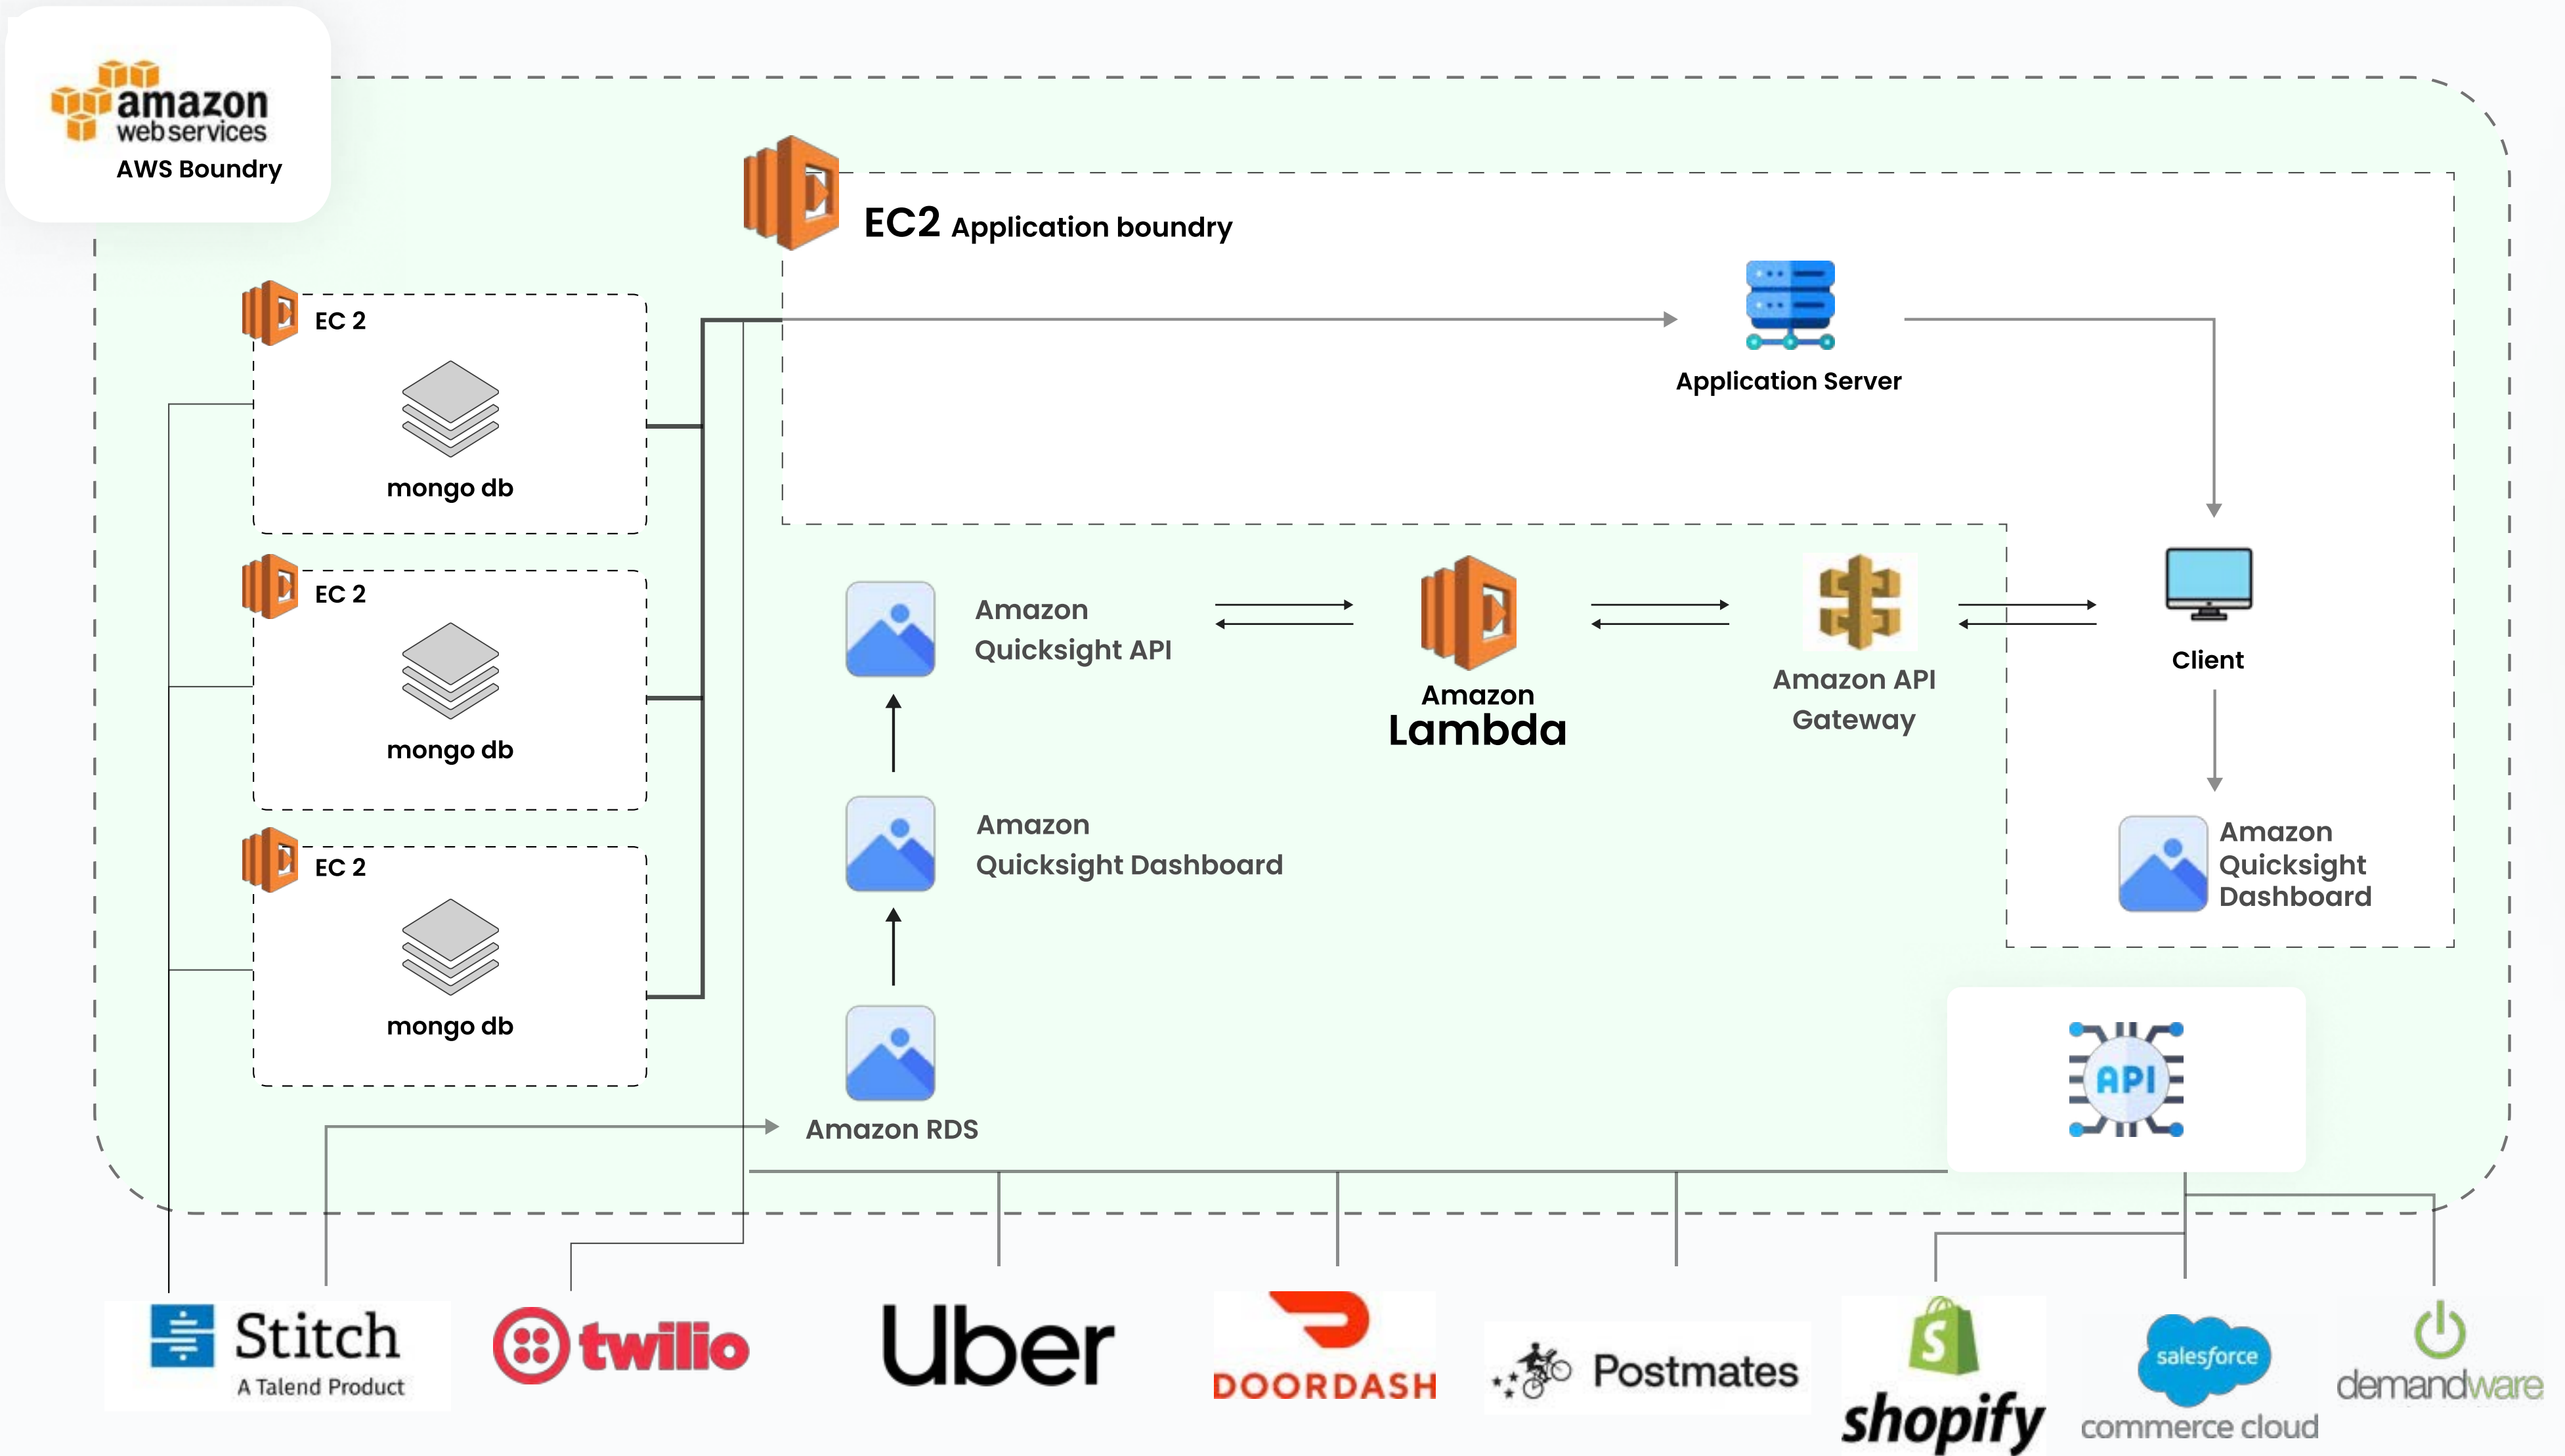 amazon
web services
AWS Boundry
EC2 Application boundry
EC 2
mongo db
Application Server
EC 2
mongo db
Amazon
Quicksight API
Amazon
Lambda
Amazon API
Gateway
Client
Amazon
Quicksight Dashboard
Amazon
Quicksight
Dashboard
EC 2
mongo db
Amazon RDS
API
Stitch
A Talend Product
twilio
Uber
DOORDASH
Postmates
shopify
salesforce
commerce cloud
demandware